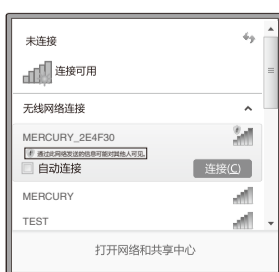 未连接
连接可用
无线网络连接
MERCURY_2E4F30
通过此网络发送的信息可能对其他人可见。
自动连接
连接(C)
MERCURY
TEST
打开网络和共享中心